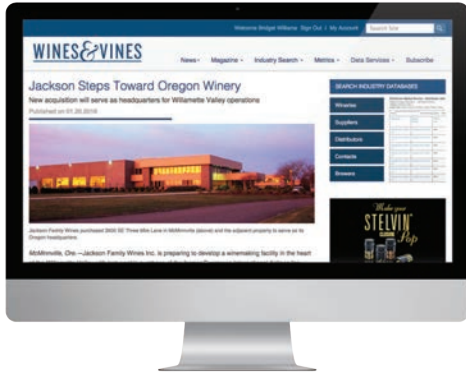 Welcome Bridget Williams Sign Out | My Account
Search Site
WINES&VINES
News
Magazine
Industry Search
Metrics
Data Services
Subscribe
Jackson Steps Toward Oregon Winery
New acquisition will serve as headquarters for Willamette Valley operations
Published on 01.26.2016
Jackson Family Wines purchased 3600 SE Three Mile Lane in McMinnville (above) and the adjacent property to serve as its
Oregon headquarters.
McMinnville, Ore.—Jackson Family Wines Inc. is preparing to develop a winemaking facility in the heart
SEARCH INDUSTRY DATABASES
Wineries
Suppliers
Distributors
Contacts
Brewers
Make your
STELVIN
Pop